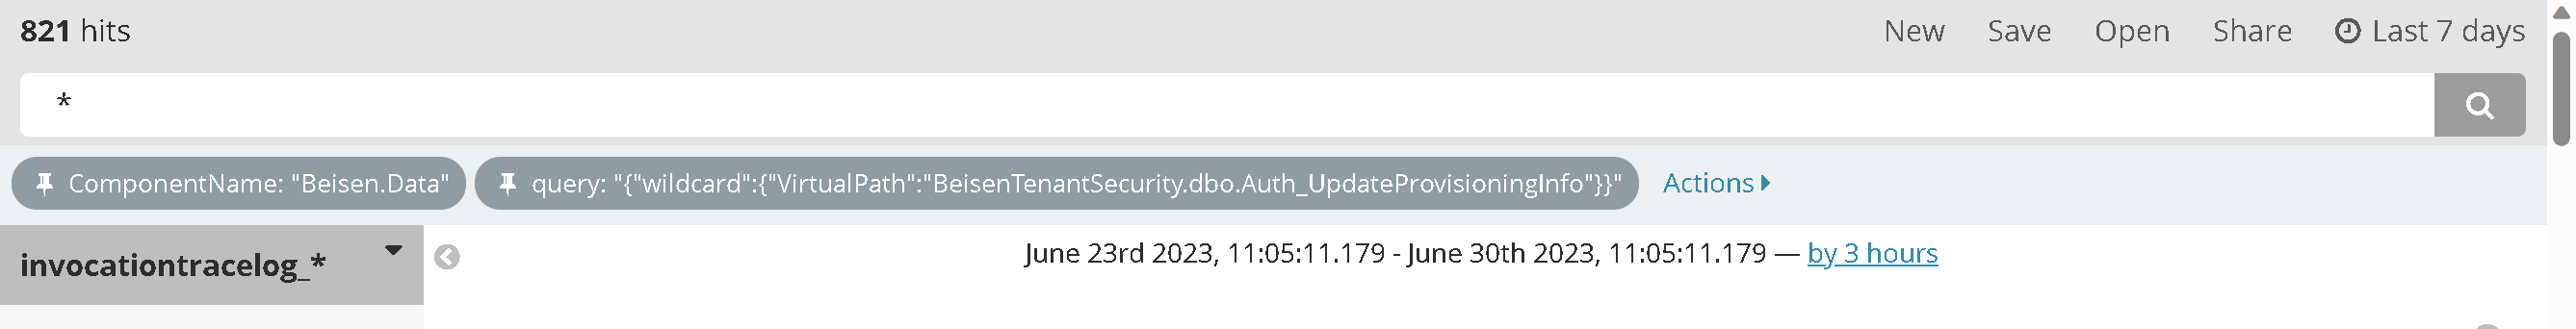 821 hits New Save Open Share Last 7 days
*
ComponentName: "Beisen.Data" query: "{"wildcard":{"VirtualPath":"BeisenTenantSecurity.dbo.Auth_UpdateProvisioningInfo"}}" Actions
invocationtracelog_* June 23rd 2023, 11:05:11.179 - June 30th 2023, 11:05:11.179 — by 3 hours